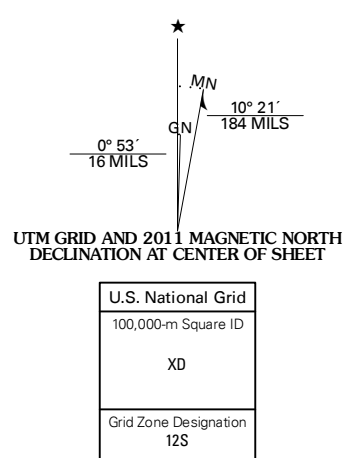 ★
MN
GN
10° 21´
184 MILS
0° 53´
16 MILS
UTM GRID AND 2011 MAGNETIC NORTH
DECLINATION AT CENTER OF SHEET
U.S. National Grid
100,000-m Square ID
XD
Grid Zone Designation
12S